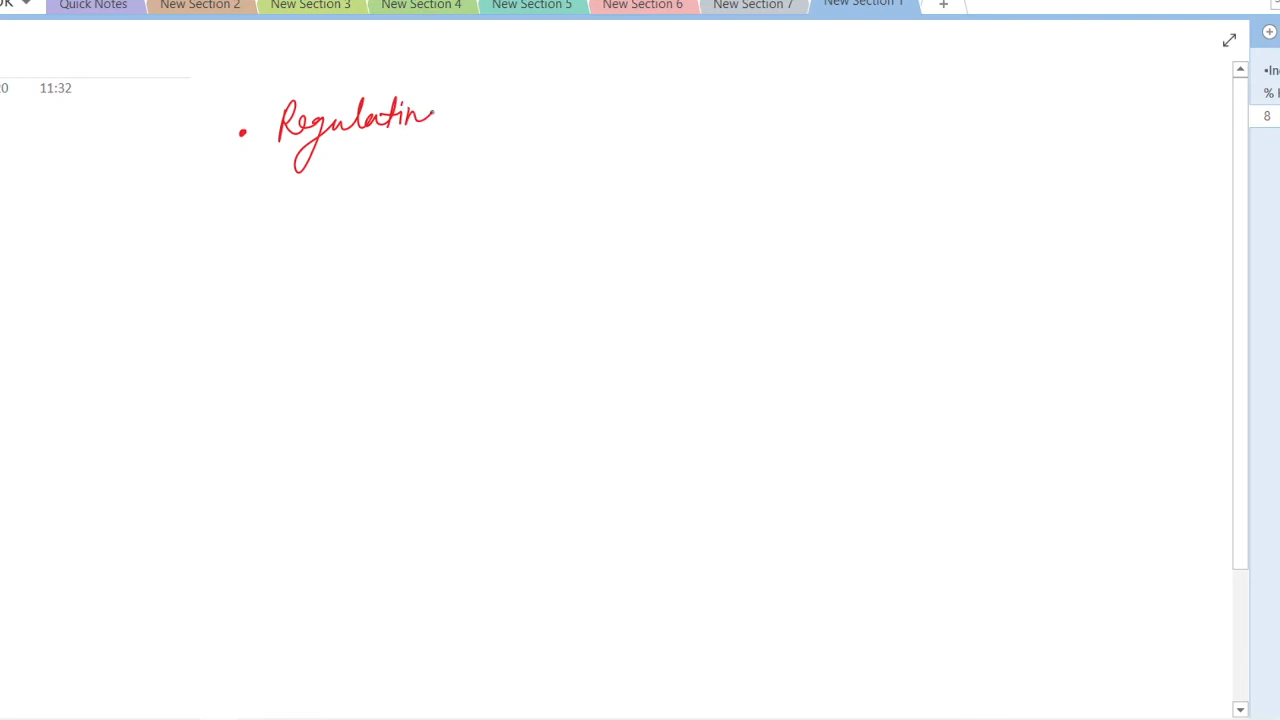 Quick Notes New Section 2 New Section 3 New Section 4 New Section 5 New Section 6 New Section 7 New Section 1 +
11:32
• Regulatin
8